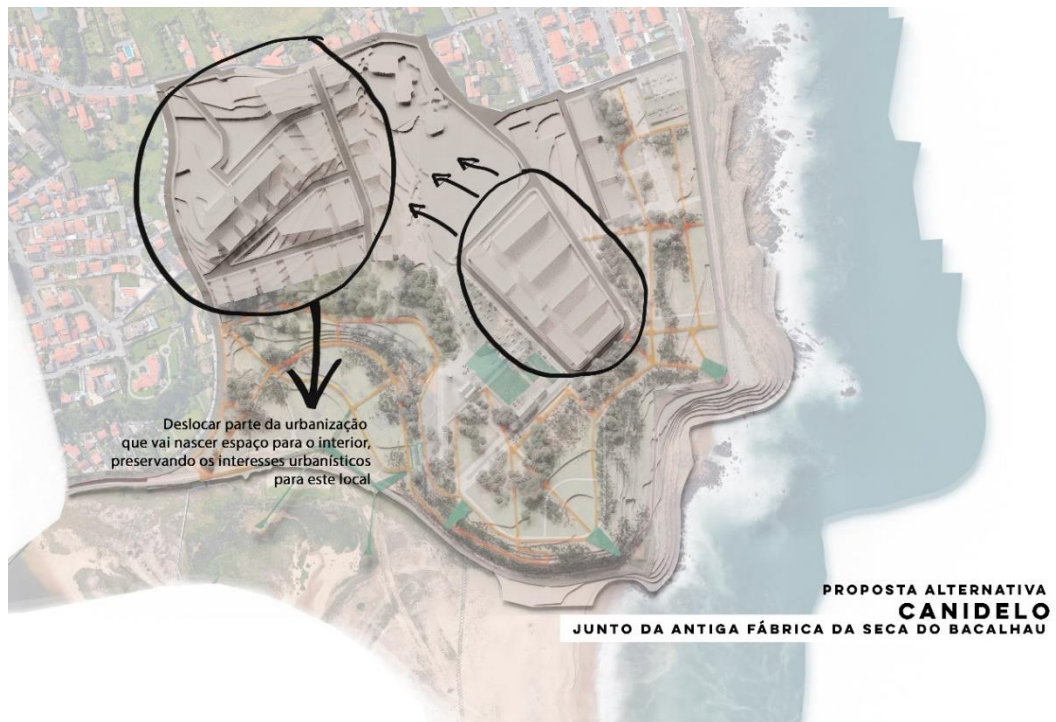 Deslocar parte da urbanização
que vai nascer espaço para o interior,
preservando os interesses urbanísticos
para este local
PROPOSTA ALTERNATIVA
CANIDELO
JUNTO DA ANTIGA FÁBRICA DA SECA DO BACALHAU